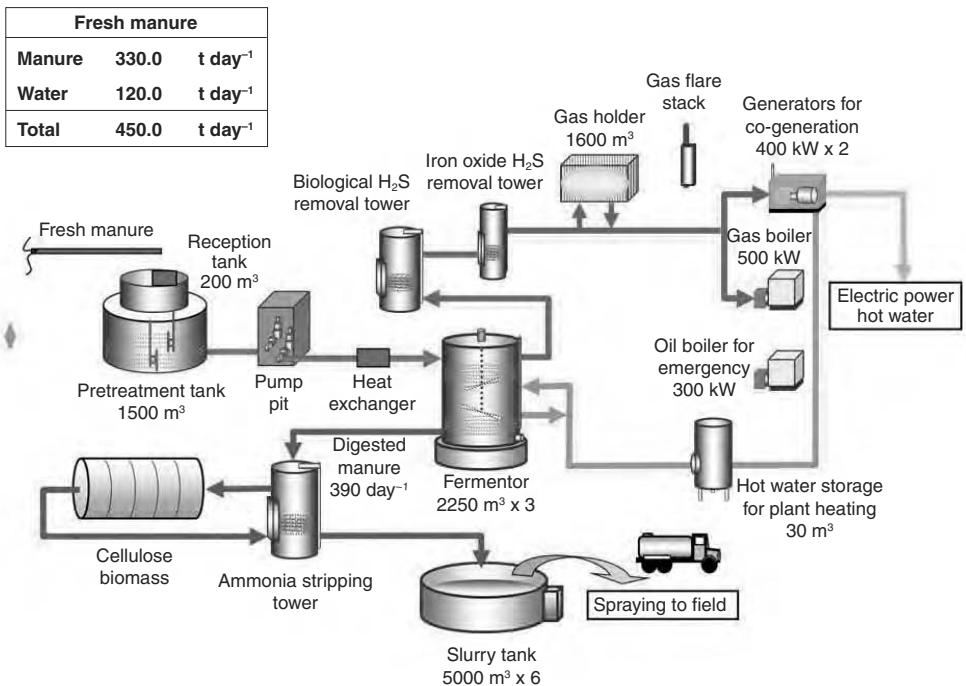 Fresh manure
Manure 330.0 t day⁻¹
Water 120.0 t day⁻¹
Total 450.0 t day⁻¹
Gas flare
stack
Generators for
co-generation
400 kW x 2
Gas holder
1600 m³
Iron oxide H₂S
removal tower
Biological H₂S
removal tower
Fresh manure
Reception
tank
200 m³
Gas boiler
500 kW
Electric power
hot water
Oil boiler for
emergency
300 kW
Pretreatment tank
1500 m³
Pump
pit
Heat
exchanger
Digested
manure
390 day⁻¹
Fermentor
2250 m³ x 3
Hot water storage
for plant heating
30 m³
Cellulose
biomass
Ammonia stripping
tower
Spraying to field
Slurry tank
5000 m³ x 6